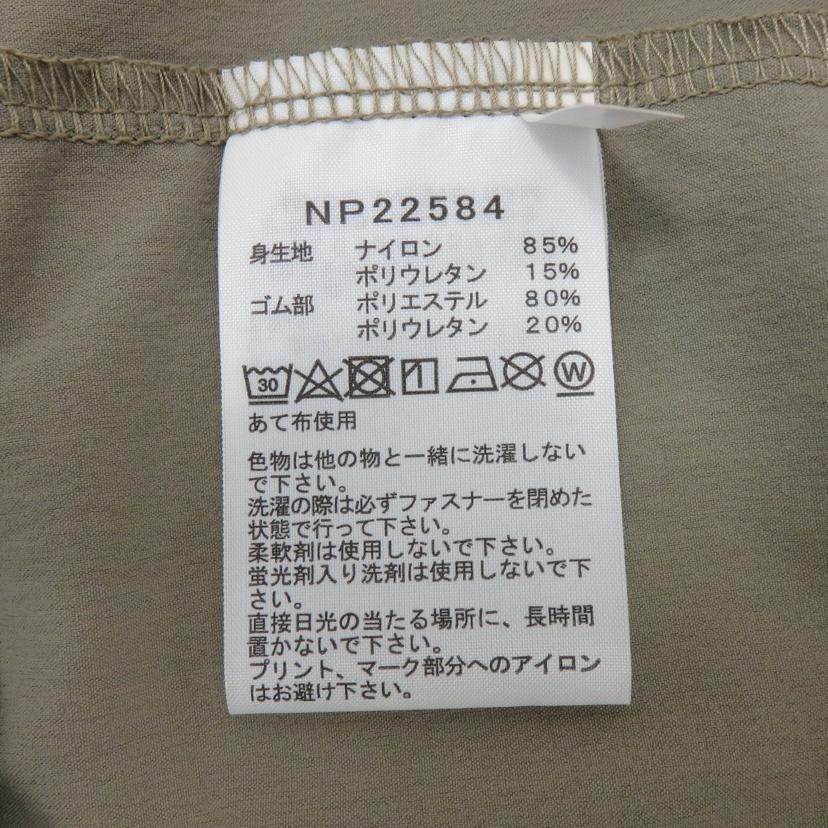 NP22584
身生地 ナイロン 85%
ポリウレタン 15%
ゴム部 ポリエステル 80%
ポリウレタン 20%
30 W
あて布使用
色物は他の物と一緒に洗濯しない
で下さい。
洗濯の際は必ずファスナーを閉めた
状態で行って下さい。
柔軟剤は使用しないで下さい。
蛍光剤入り洗剤は使用しないで下
さい。
直接日光の当たる場所に、長時間
置かないで下さい。
プリント、マーク部分へのアイロン
はお避け下さい。